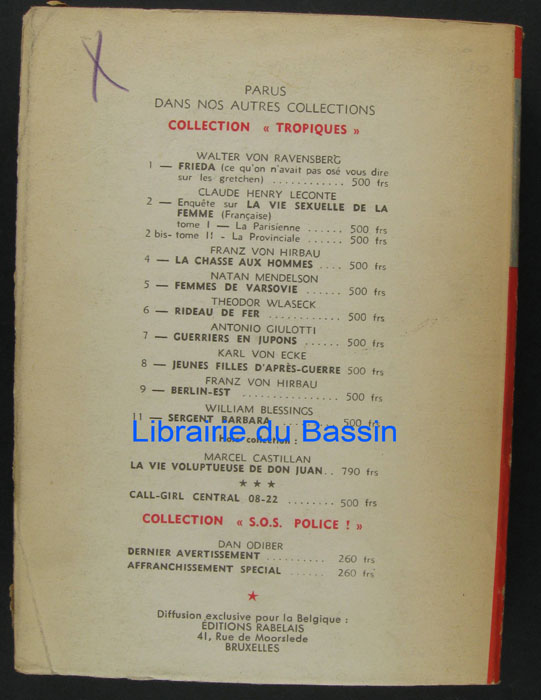 PARUS
DANS NOS AUTRES COLLECTIONS
COLLECTION « TROPIQUES »
WALTER VON RAVENSBERG
1 — FRIEDA (ce qu'on n'avait pas osé vous dire
sur les gretchen) ............ 500 frs
CLAUDE HENRY LECONTE
2 — Enquête sur LA VIE SEXUELLE DE LA
FEMME (Française)
tome I — La Parisienne ...... 500 frs
2 bis- tome II - La Provinciale ...... 500 frs
FRANZ VON HIRBAU
4 — LA CHASSE AUX HOMMES .... 500 frs
NATAN MENDELSON
5 — FEMMES DE VARSOVIE ...... 500 frs
THEODOR WLASECK
6 — RIDEAU DE FER ............ 500 frs
ANTONIO GIULOTTI
7 — GUERRIERS EN JUPONS ...... 500 frs
KARL VON ECKE
8 — JEUNES FILLES D'APRÈS-GUERRE 500 frs
FRANZ VON HIRBAU
9 — BERLIN-EST ............... 500 frs
WILLIAM BLESSINGS
11 — SERGENT BARBARA ......... 500 frs
Librairie du Bassin
Hors collection :
MARCEL CASTILLAN
LA VIE VOLUPTUEUSE DE DON JUAN.. 790 frs
★ ★ ★
CALL-GIRL CENTRAL 08-22 ........ 500 frs
COLLECTION « S.O.S. POLICE ! »
DAN ODIBER
DERNIER AVERTISSEMENT .......... 260 frs
AFFRANCHISSEMENT SPECIAL ...... 260 frs
★
Diffusion exclusive pour la Belgique :
ÉDITIONS RABELAIS
41, Rue de Moorslede
BRUXELLES